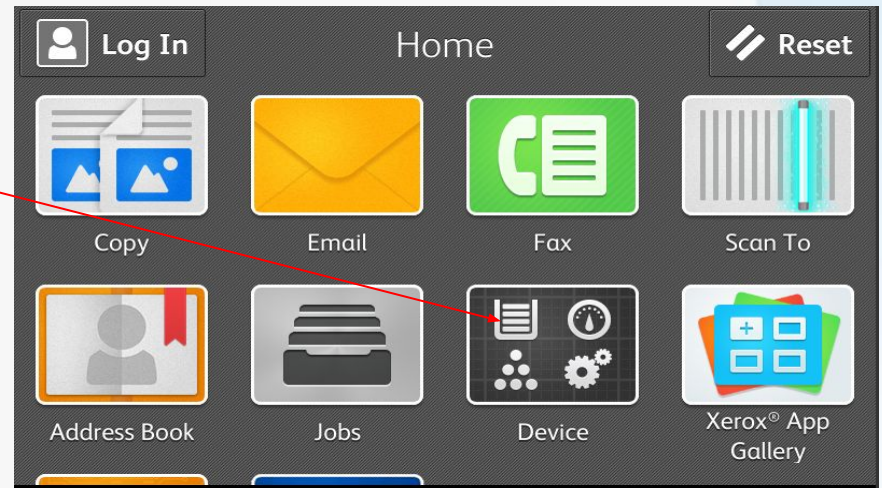 Log In
Home
Reset
Copy
Email
Fax
Scan To
Address Book
Jobs
Device
Xerox® App
Gallery